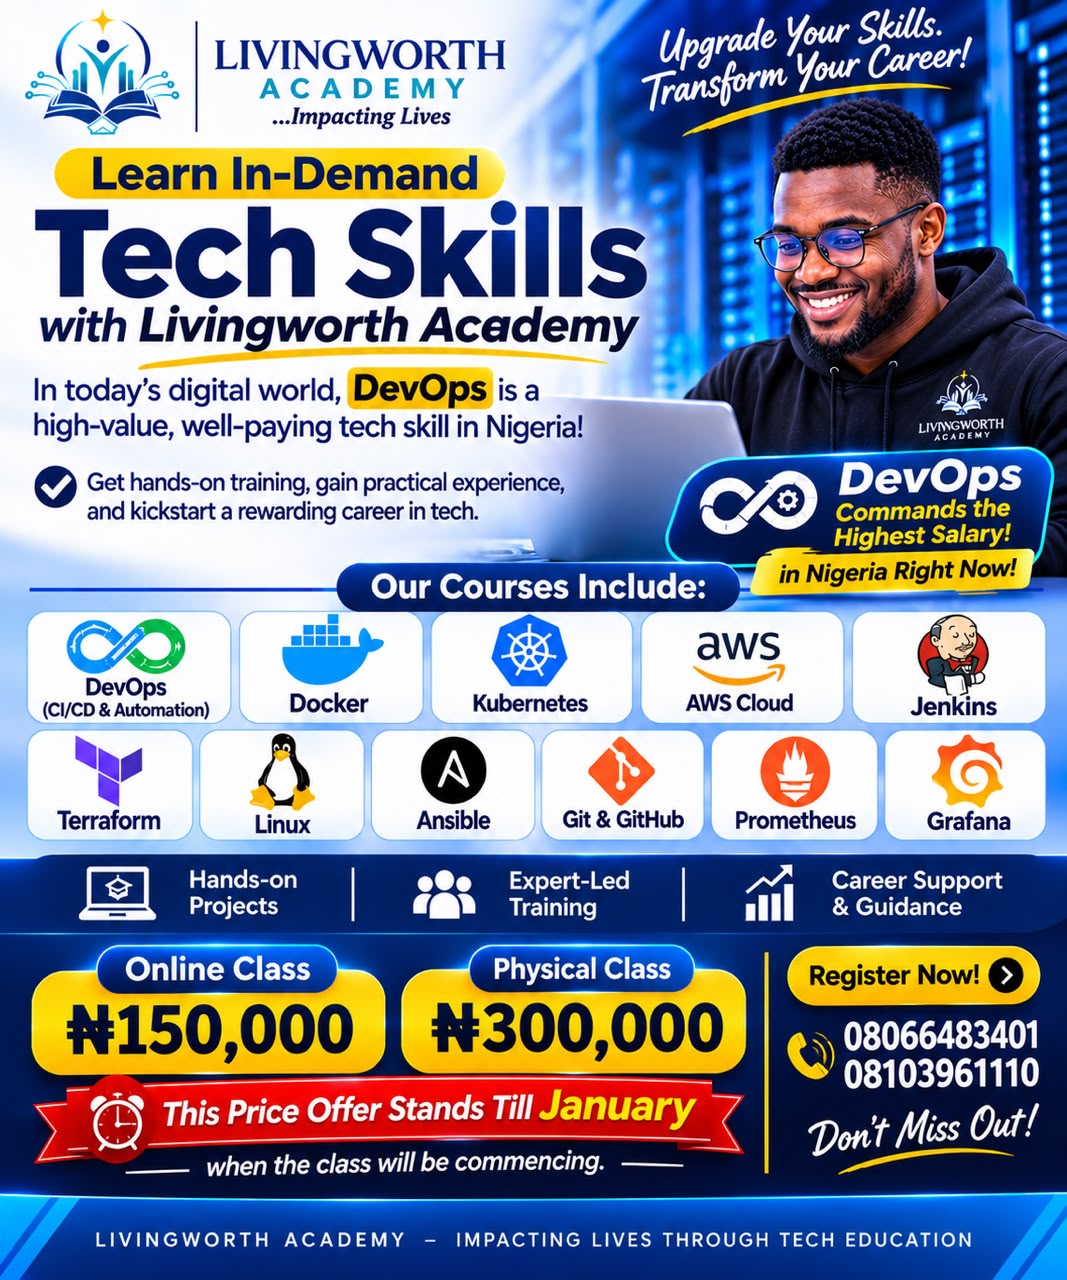 LIVINGWORTH
ACADEMY
...Impacting Lives
Upgrade Your Skills.
Transform Your Career!
Learn In-Demand
Tech Skills
with Livingworth Academy
In today's digital world, DevOps is a
high-value, well-paying tech skill in Nigeria!
Get hands-on training, gain practical experience,
and kickstart a rewarding career in tech.
LIVINGWORTH
ACADEMY
DevOps
Commands the
Highest Salary!
in Nigeria Right Now!
Our Courses Include:
DevOps
(CI/CD & Automation)
Docker
Kubernetes
aws
AWS Cloud
Jenkins
Terraform
Linux
Ansible
Git & GitHub
Prometheus
Grafana
Hands-on
Projects
Expert-Led
Training
Career Support
& Guidance
Online Class
₦150,000
Physical Class
₦300,000
This Price Offer Stands Till January
when the class will be commencing.
Register Now!
08066483401
08103961110
Don't Miss Out!
LIVINGWORTH ACADEMY – IMPACTING LIVES THROUGH TECH EDUCATION